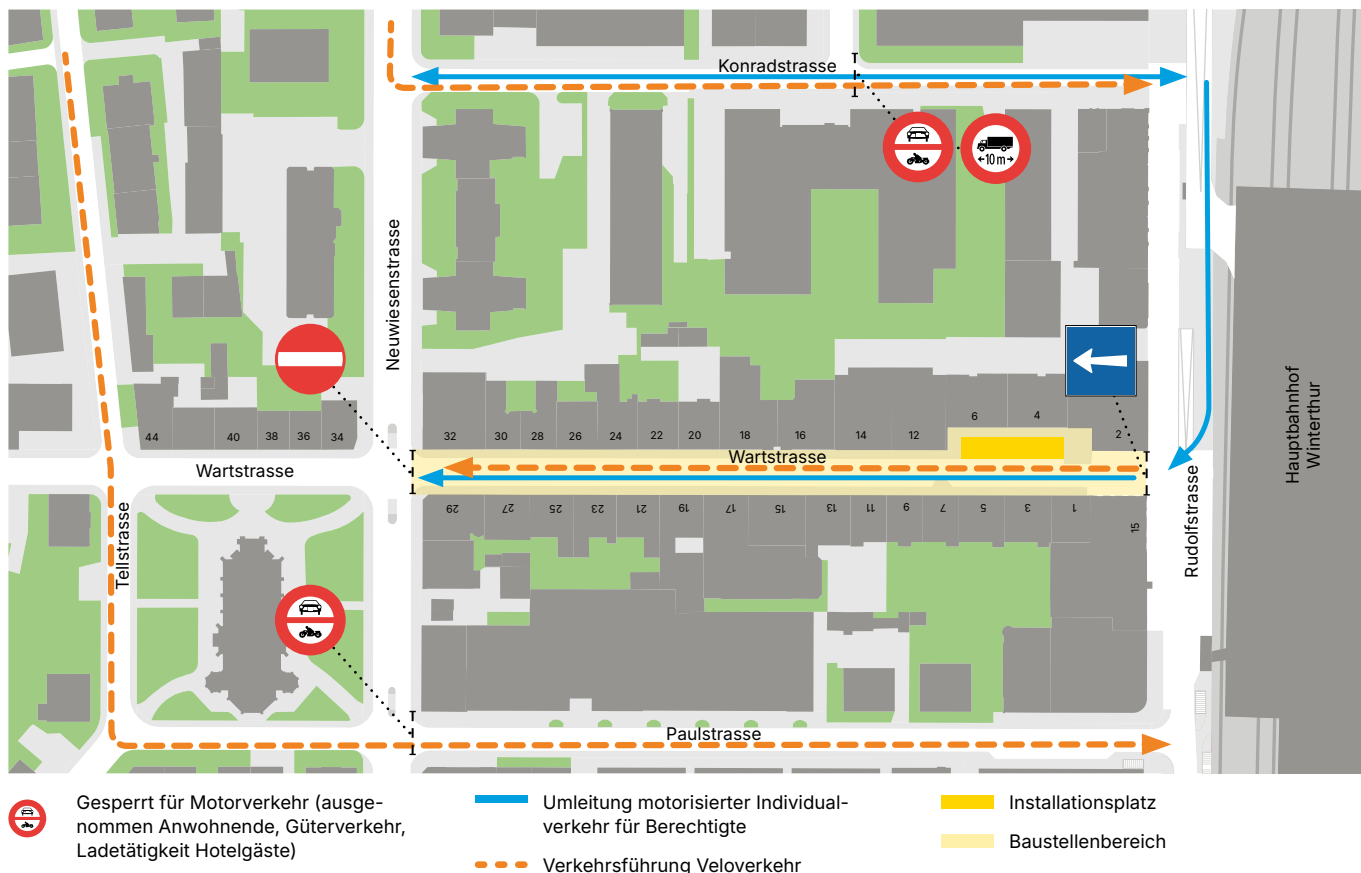 Konradstrasse
←10 m→
Neuwiesenstrasse
Hauptbahnhof
Winterthur
44
40
38
36
34
32
30
28
26
24
22
20
18
16
14
12
6
4
2
Wartstrasse
Wartstrasse
Rudolfstrasse
29
27
25
23
21
19
17
15
13
11
9
7
5
3
1
15
Tellstrasse
Paulstrasse
Gesperrt für Motorverkehr (ausge-
nommen Anwohnende, Güterverkehr,
Ladetätigkeit Hotelgäste)
Umleitung motorisierter Individual-
verkehr für Berechtigte
Verkehrsführung Veloverkehr
Installationsplatz
Baustellenbereich